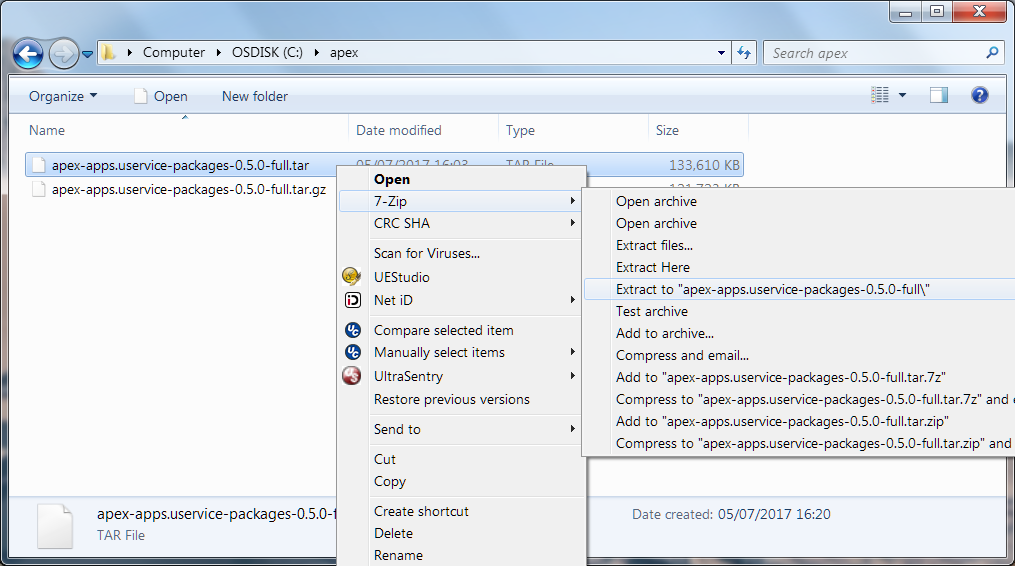 Computer OSDISK (C:) apex
Search apex
Organize Open New folder
Name Date modified Type Size
apex-apps.uservice-packages-0.5.0-full.tar 05/07/2017 16:03 TAR File 133,610 KB
apex-apps.uservice-packages-0.5.0-full.tar.gz
Open
7-Zip
CRC SHA
Scan for Viruses...
UEStudio
Net iD
Compare selected item
Manually select items
UltraSentry
Restore previous versions
Send to
Cut
Copy
Create shortcut
Delete
Rename
Open archive
Open archive
Extract files...
Extract Here
Extract to "apex-apps.uservice-packages-0.5.0-full\"
Test archive
Add to archive...
Compress and email...
Add to "apex-apps.uservice-packages-0.5.0-full.tar.7z"
Compress to "apex-apps.uservice-packages-0.5.0-full.tar.7z" and e
Add to "apex-apps.uservice-packages-0.5.0-full.tar.zip"
Compress to "apex-apps.uservice-packages-0.5.0-full.tar.zip" and
apex-apps.uservice-packages-0.5.0-f Date created: 05/07/2017 16:20
TAR File